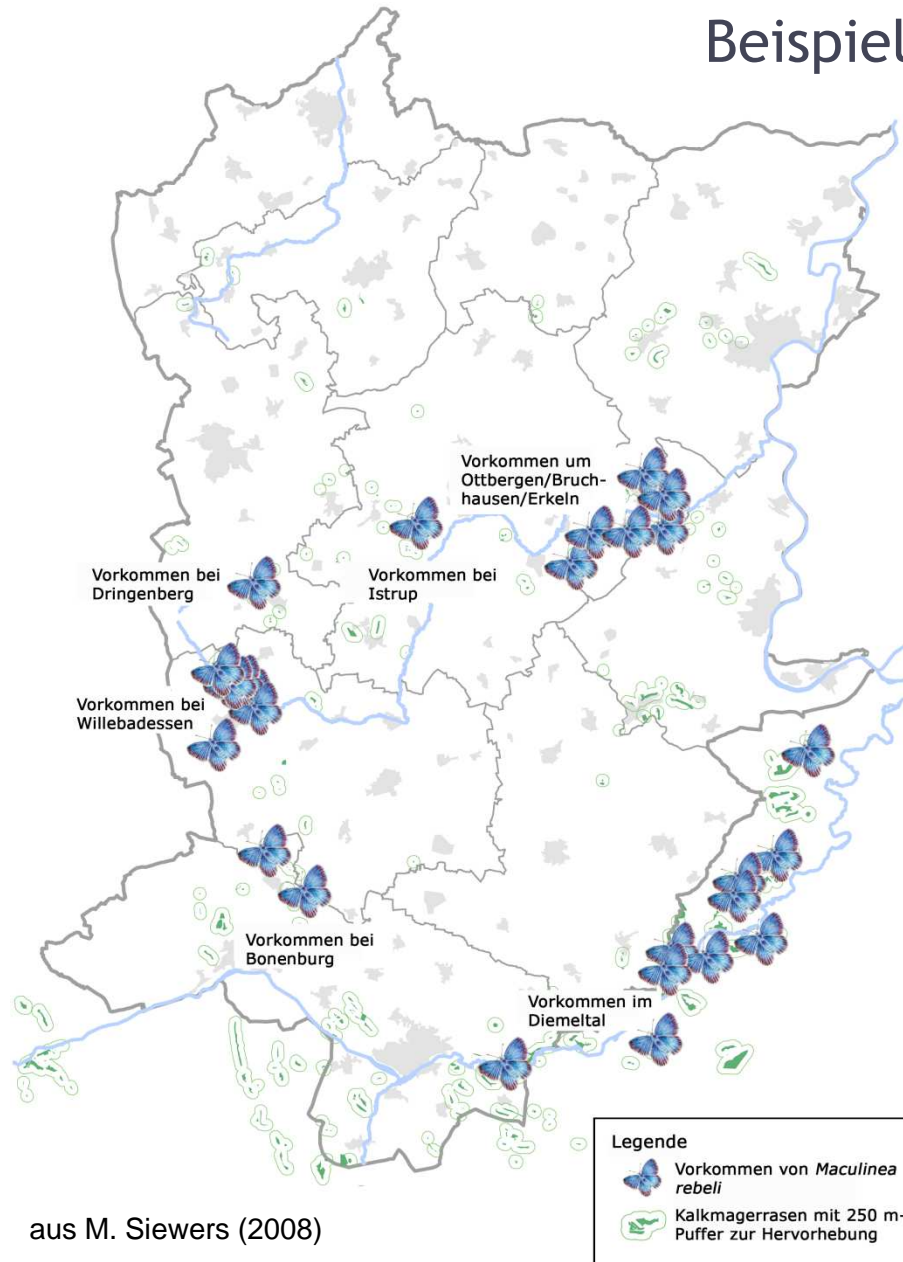 Beispiel
Vorkommen um
Ottbergen/Bruch-
hausen/Erkeln
Vorkommen bei
Dringenberg
Vorkommen bei
Istrup
Vorkommen bei
Willebadessen
Vorkommen bei
Bonenburg
Vorkommen im
Diemeltal
Legende
Vorkommen von Maculinea
rebeli
Kalkmagerrasen mit 250 m-
Puffer zur Hervorhebung
aus M. Siewers (2008)